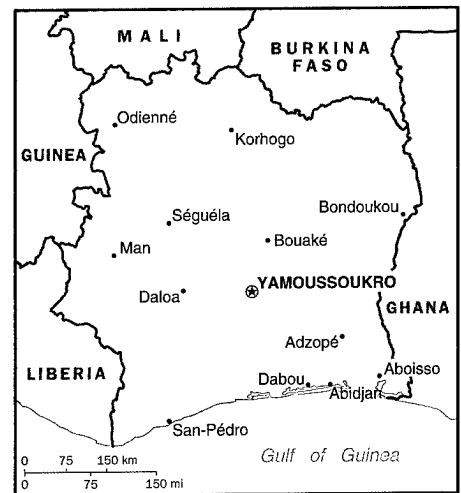 MALI
BURKINA
FASO
Odienné
Korhogo
GUINEA
Séguéla
Bondoukou
Bouaké
Man
YAMOUSSOUKRO
Daloa
GHANA
Adzopé
LIBERIA
Aboisso
Dabou
Abidjan
San-Pédro
Gulf of Guinea
0 75 150 km
0 75 150 mi